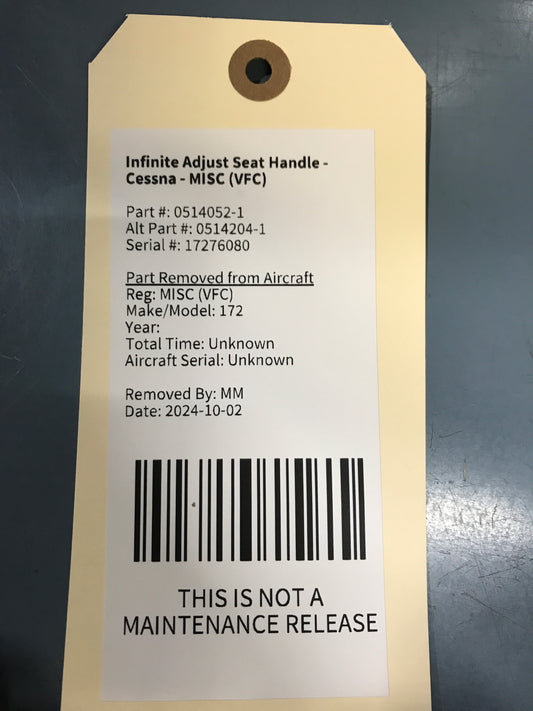 Infinite Adjust Seat Handle -
Cessna - MISC (VFC)
Part #: 0514052-1
Alt Part #: 0514204-1
Serial #: 17276080
Part Removed from Aircraft
Reg: MISC (VFC)
Make/Model: 172
Year:
Total Time: Unknown
Aircraft Serial: Unknown
Removed By: MM
Date: 2024-10-02
THIS IS NOT A
MAINTENANCE RELEASE